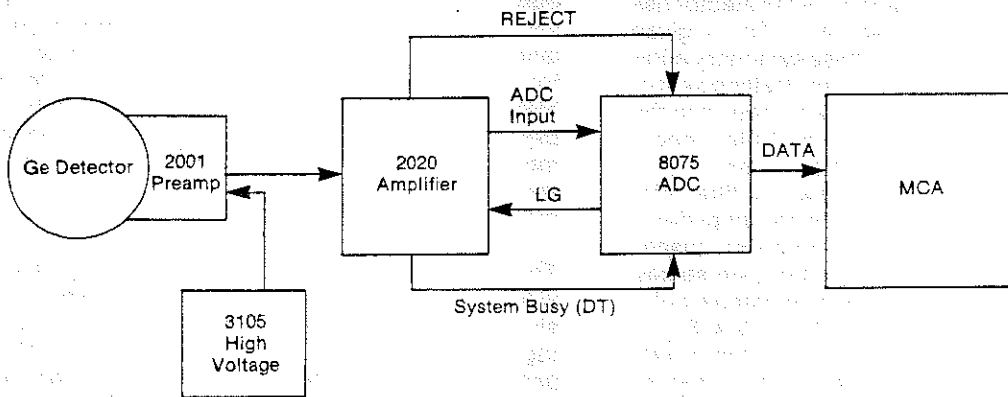 REJECT
Ge Detector
2001
Preamp
2020
Amplifier
ADC
Input
LG
8075
ADC
DATA
MCA
System Busy (DT)
3105
High
Voltage